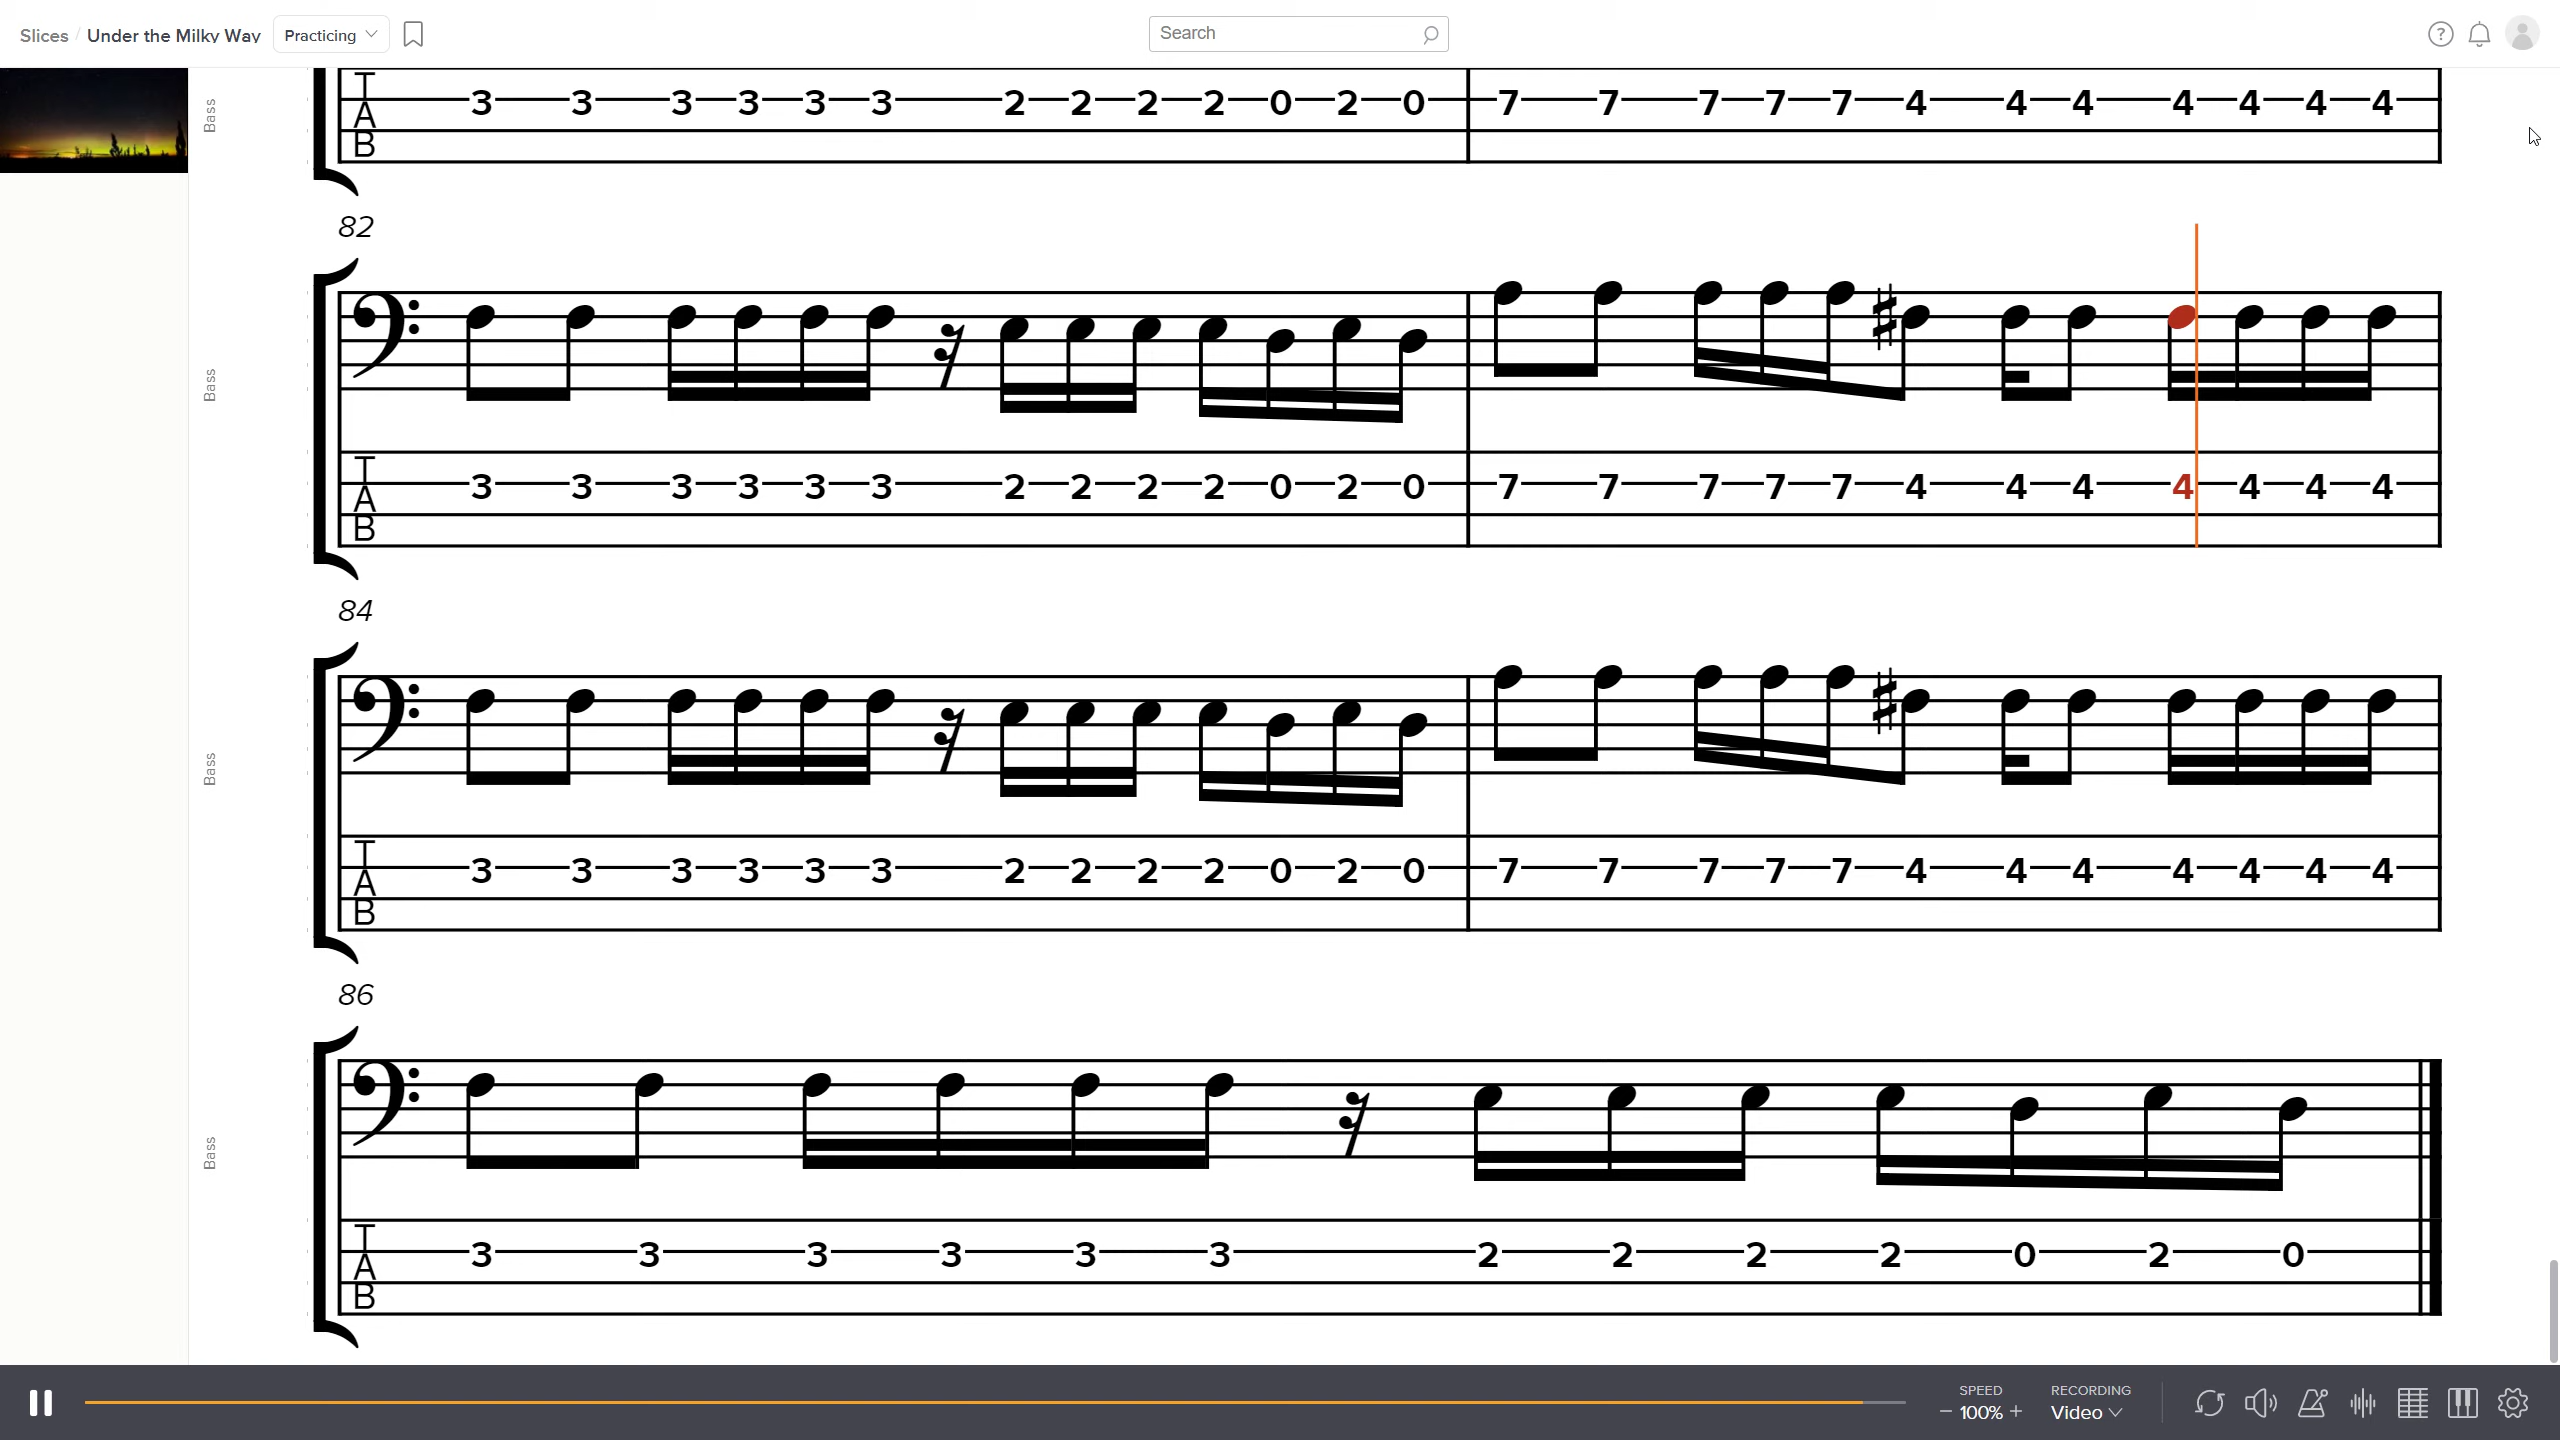 Slices / Under the Milky Way Practicing Search
Bass
T A B
3 3 3 3 3 3 2 2 2 2 0 2 0 7 7 7 7 7 4 4 4 4 4 4 4
82
Bass
T A B
3 3 3 3 3 3 2 2 2 2 0 2 0 7 7 7 7 7 4 4 4 4 4 4 4
84
Bass
T A B
3 3 3 3 3 3 2 2 2 2 0 2 0 7 7 7 7 7 4 4 4 4 4 4 4
86
Bass
T A B
3 3 3 3 3 3 2 2 2 2 0 2 0
SPEED RECORDING
− 100% + Video